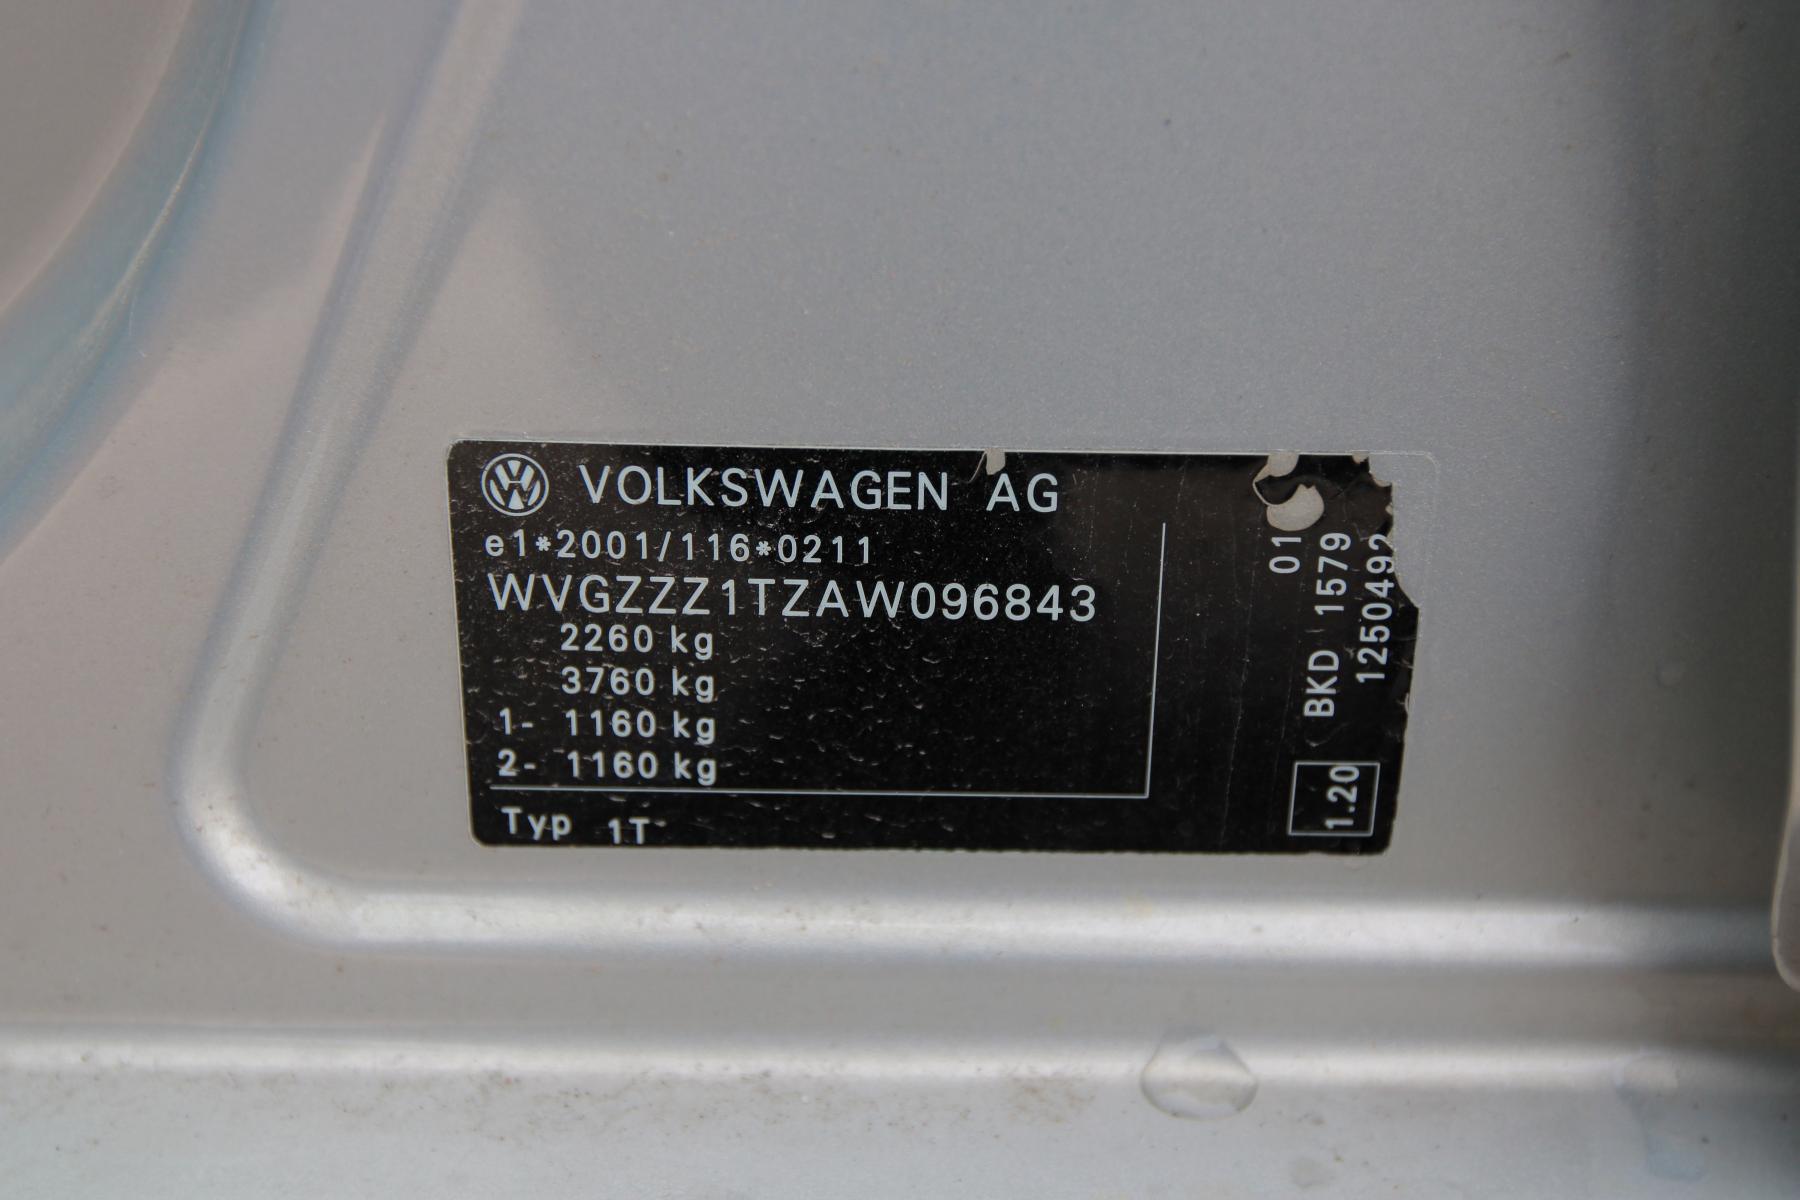 VOLKSWAGEN AG
e1*2001/116*0211
WVGZZZ1TZAW096843
2260 kg
3760 kg
1- 1160 kg
2- 1160 kg
Typ 1T
01
BKD 1579
1250492
1.20